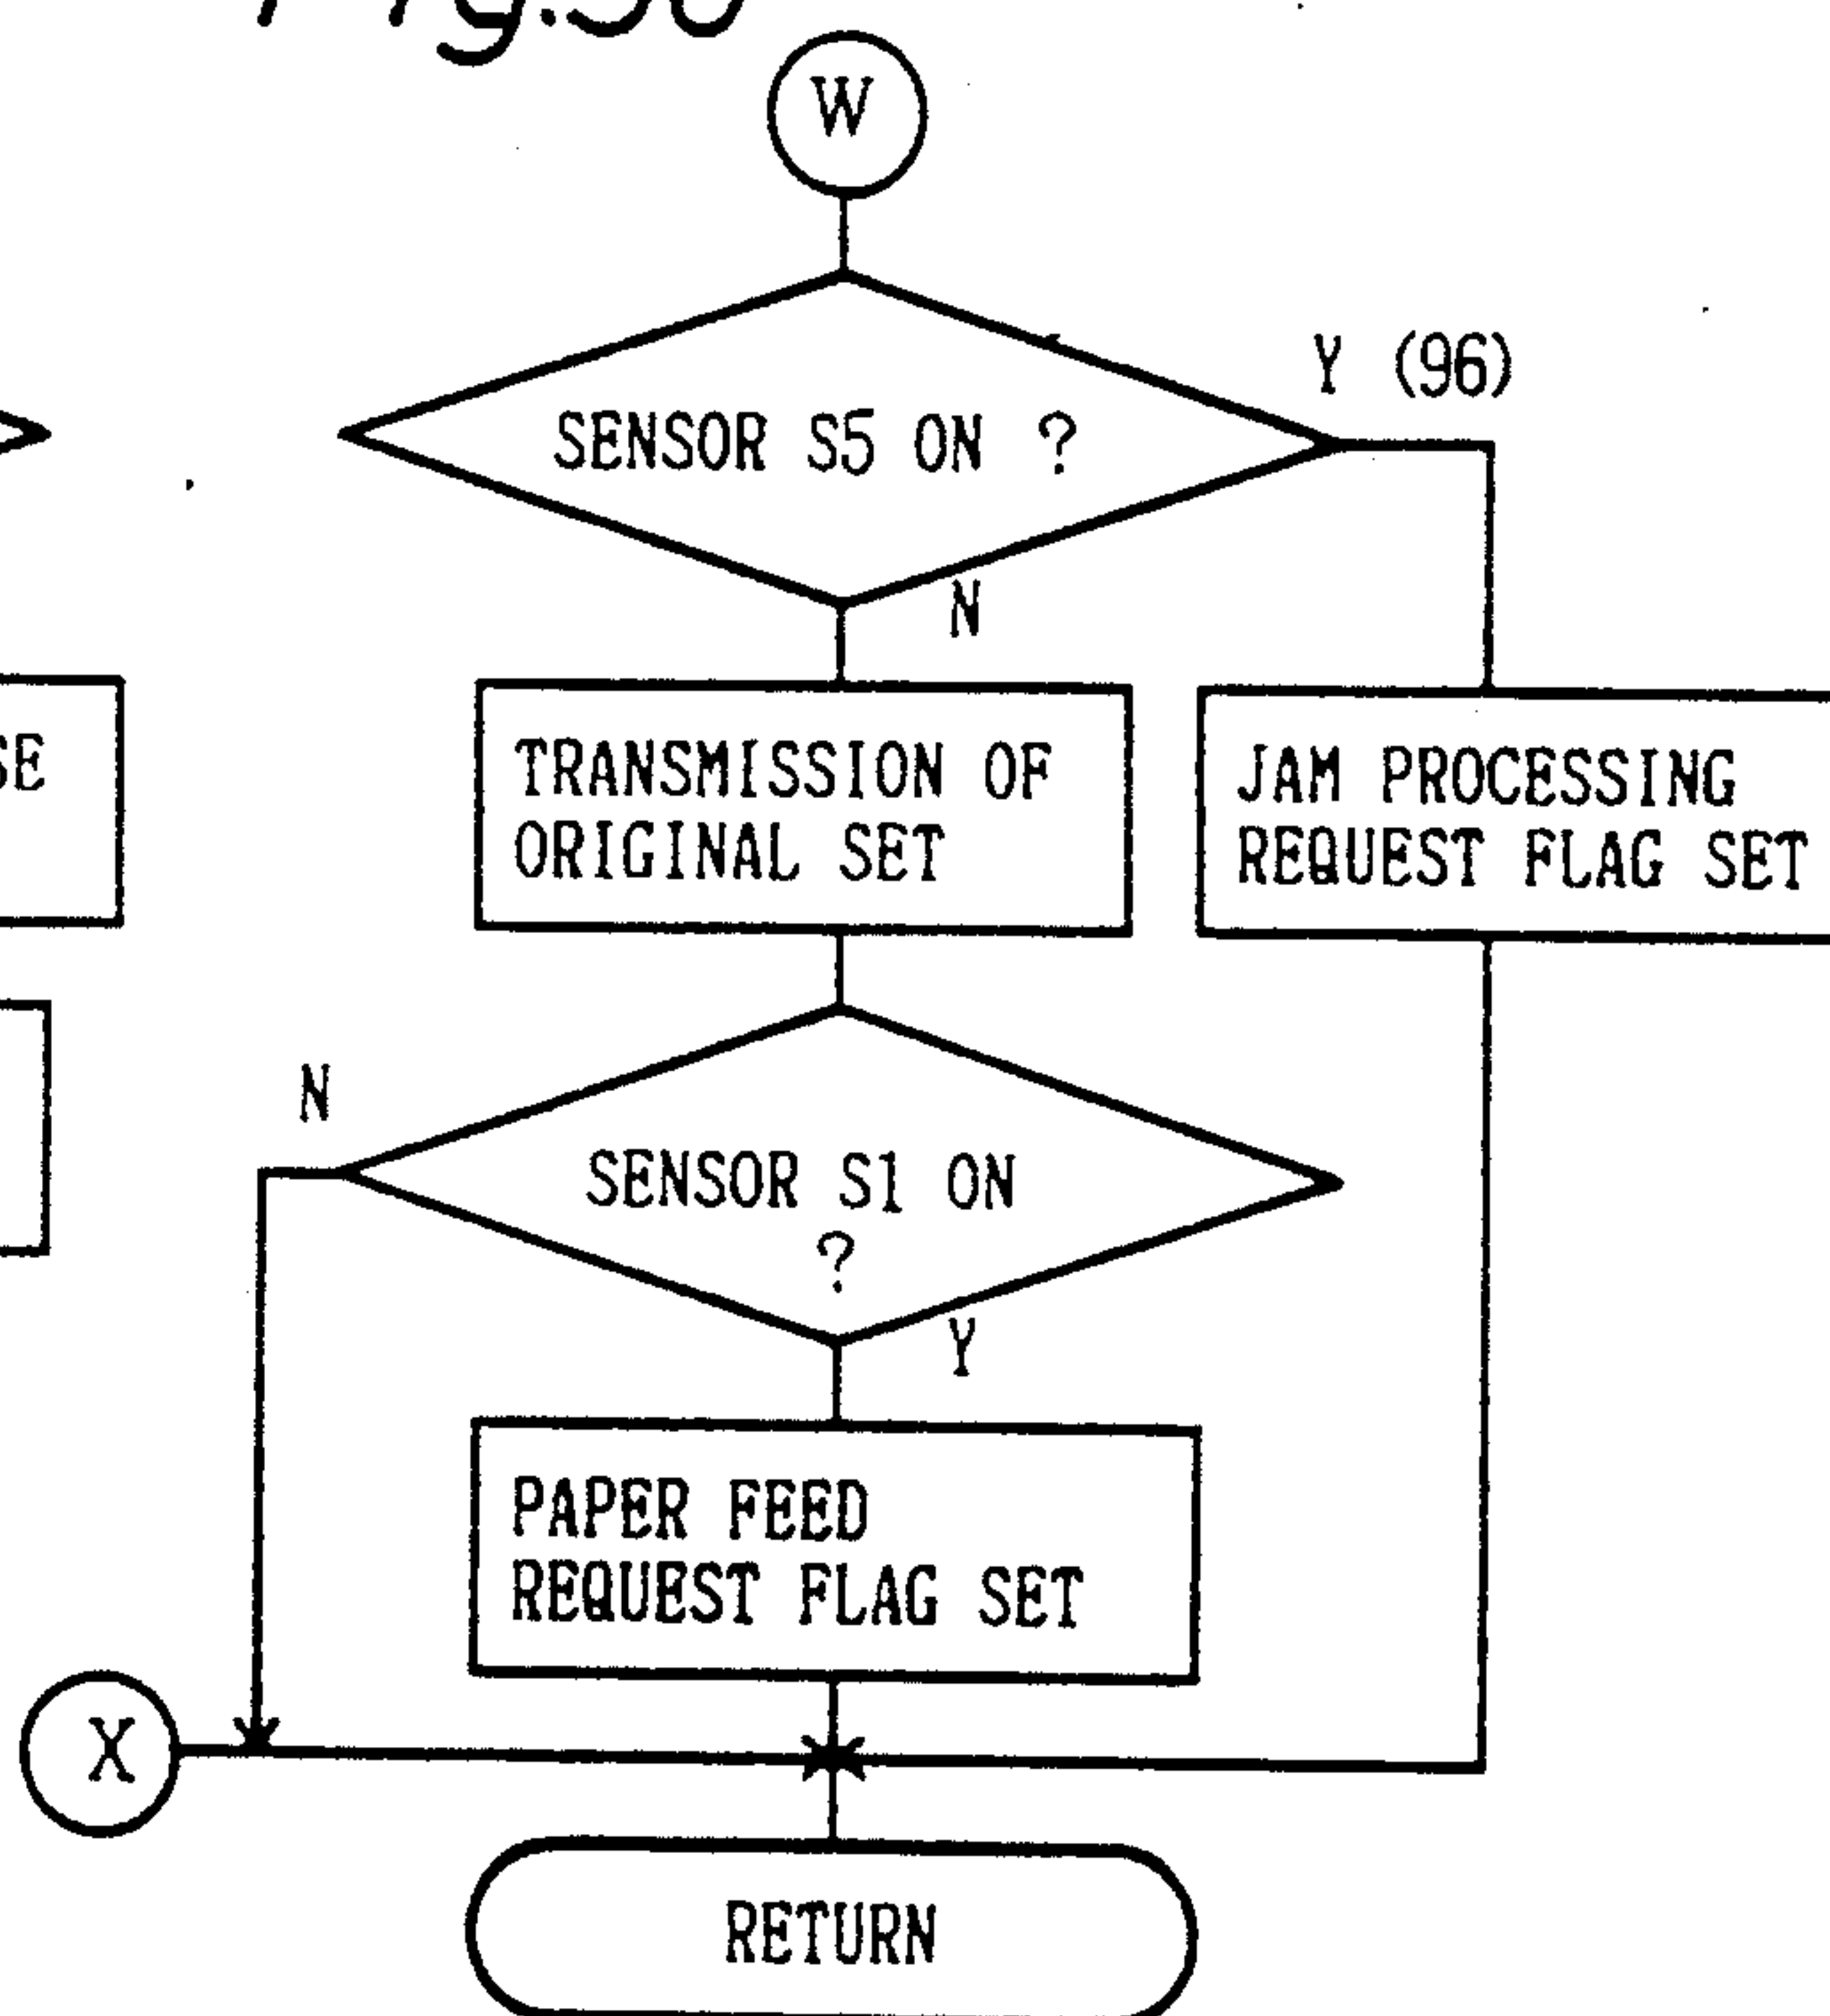 W
SENSOR S5 ON ?
Y (96)
N
TRANSMISSION OF
ORIGINAL SET
JAM PROCESSING
REQUEST FLAG SET
N
SENSOR S1 ON
?
Y
PAPER FEED
REQUEST FLAG SET
X
RETURN